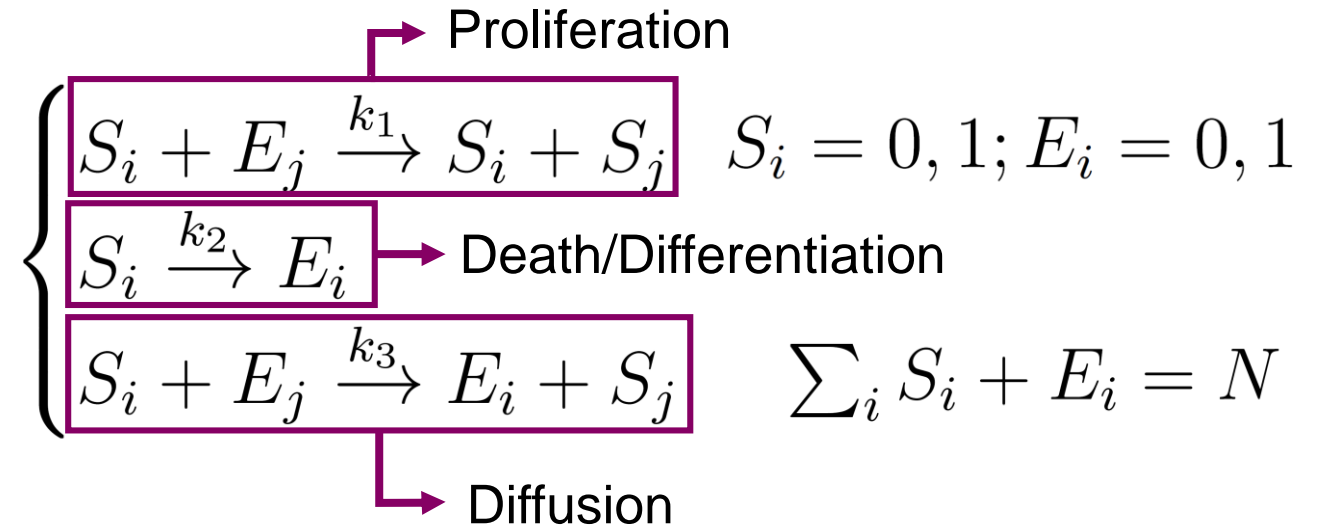 Proliferation
S_i + E_j \xrightarrow{k_1} S_i + S_j    S_i = 0, 1; E_i = 0, 1
S_i \xrightarrow{k_2} E_i    Death/Differentiation
S_i + E_j \xrightarrow{k_3} E_i + S_j    \sum_i S_i + E_i = N
Diffusion